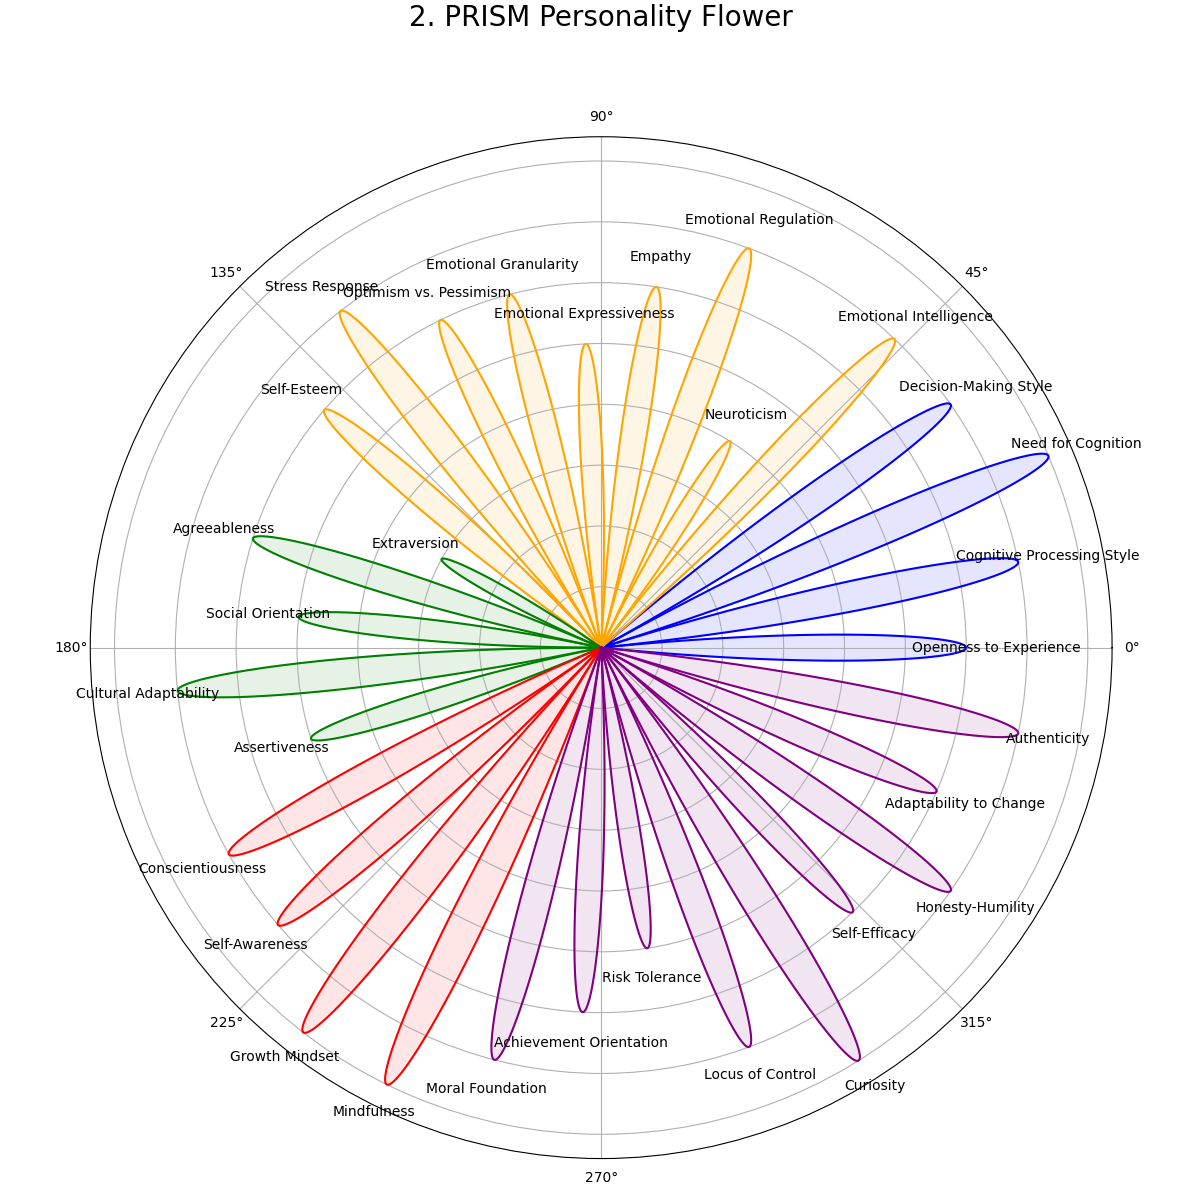 2. PRISM Personality Flower
90°
Emotional Regulation
Empathy
Emotional Granularity
135°
45°
Stress Response
Optimism vs. Pessimism
Emotional Expressiveness
Emotional Intelligence
Self-Esteem
Decision-Making Style
Neuroticism
Need for Cognition
Agreeableness
Extraversion
Cognitive Processing Style
Social Orientation
180°
Openness to Experience
0°
Cultural Adaptability
Assertiveness
Authenticity
Adaptability to Change
Conscientiousness
Honesty-Humility
Self-Awareness
Self-Efficacy
Risk Tolerance
225°
315°
Growth Mindset
Achievement Orientation
Locus of Control
Moral Foundation
Curiosity
Mindfulness
270°